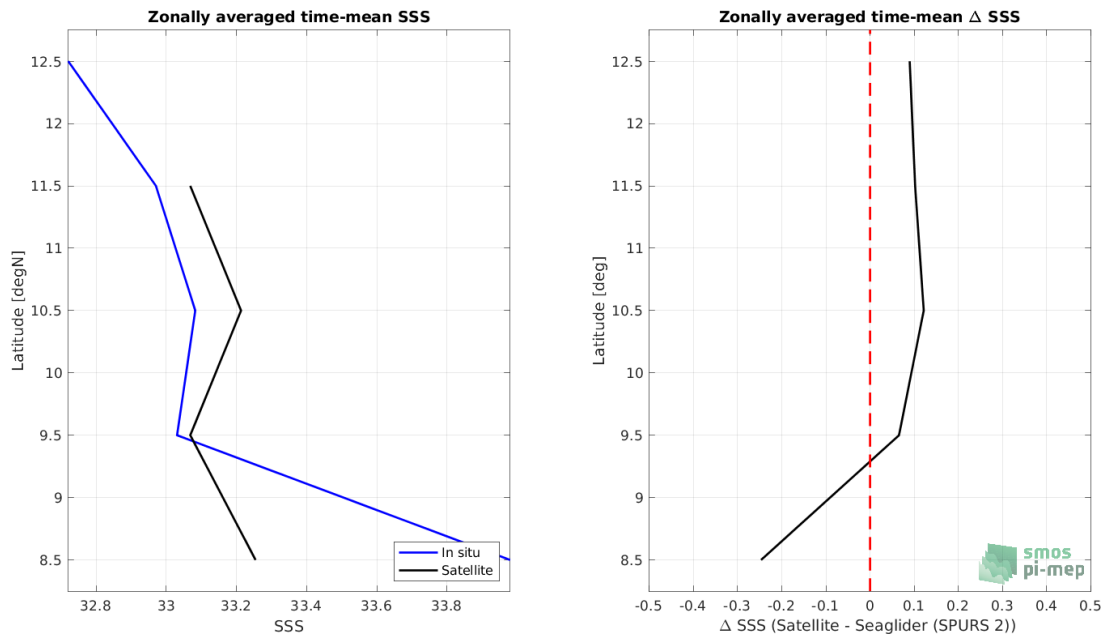 Zonally averaged time-mean SSS
12.5
12
11.5
11
10.5
10
9.5
9
8.5
Latitude [degN]
32.8 33 33.2 33.4 33.6 33.8
SSS
In situ
Satellite
Zonally averaged time-mean Δ SSS
12.5
12
11.5
11
10.5
10
9.5
9
8.5
Latitude [deg]
-0.5 -0.4 -0.3 -0.2 -0.1 0 0.1 0.2 0.3 0.4 0.5
Δ SSS (Satellite - Seaglider (SPURS 2))
smos
pi-mep